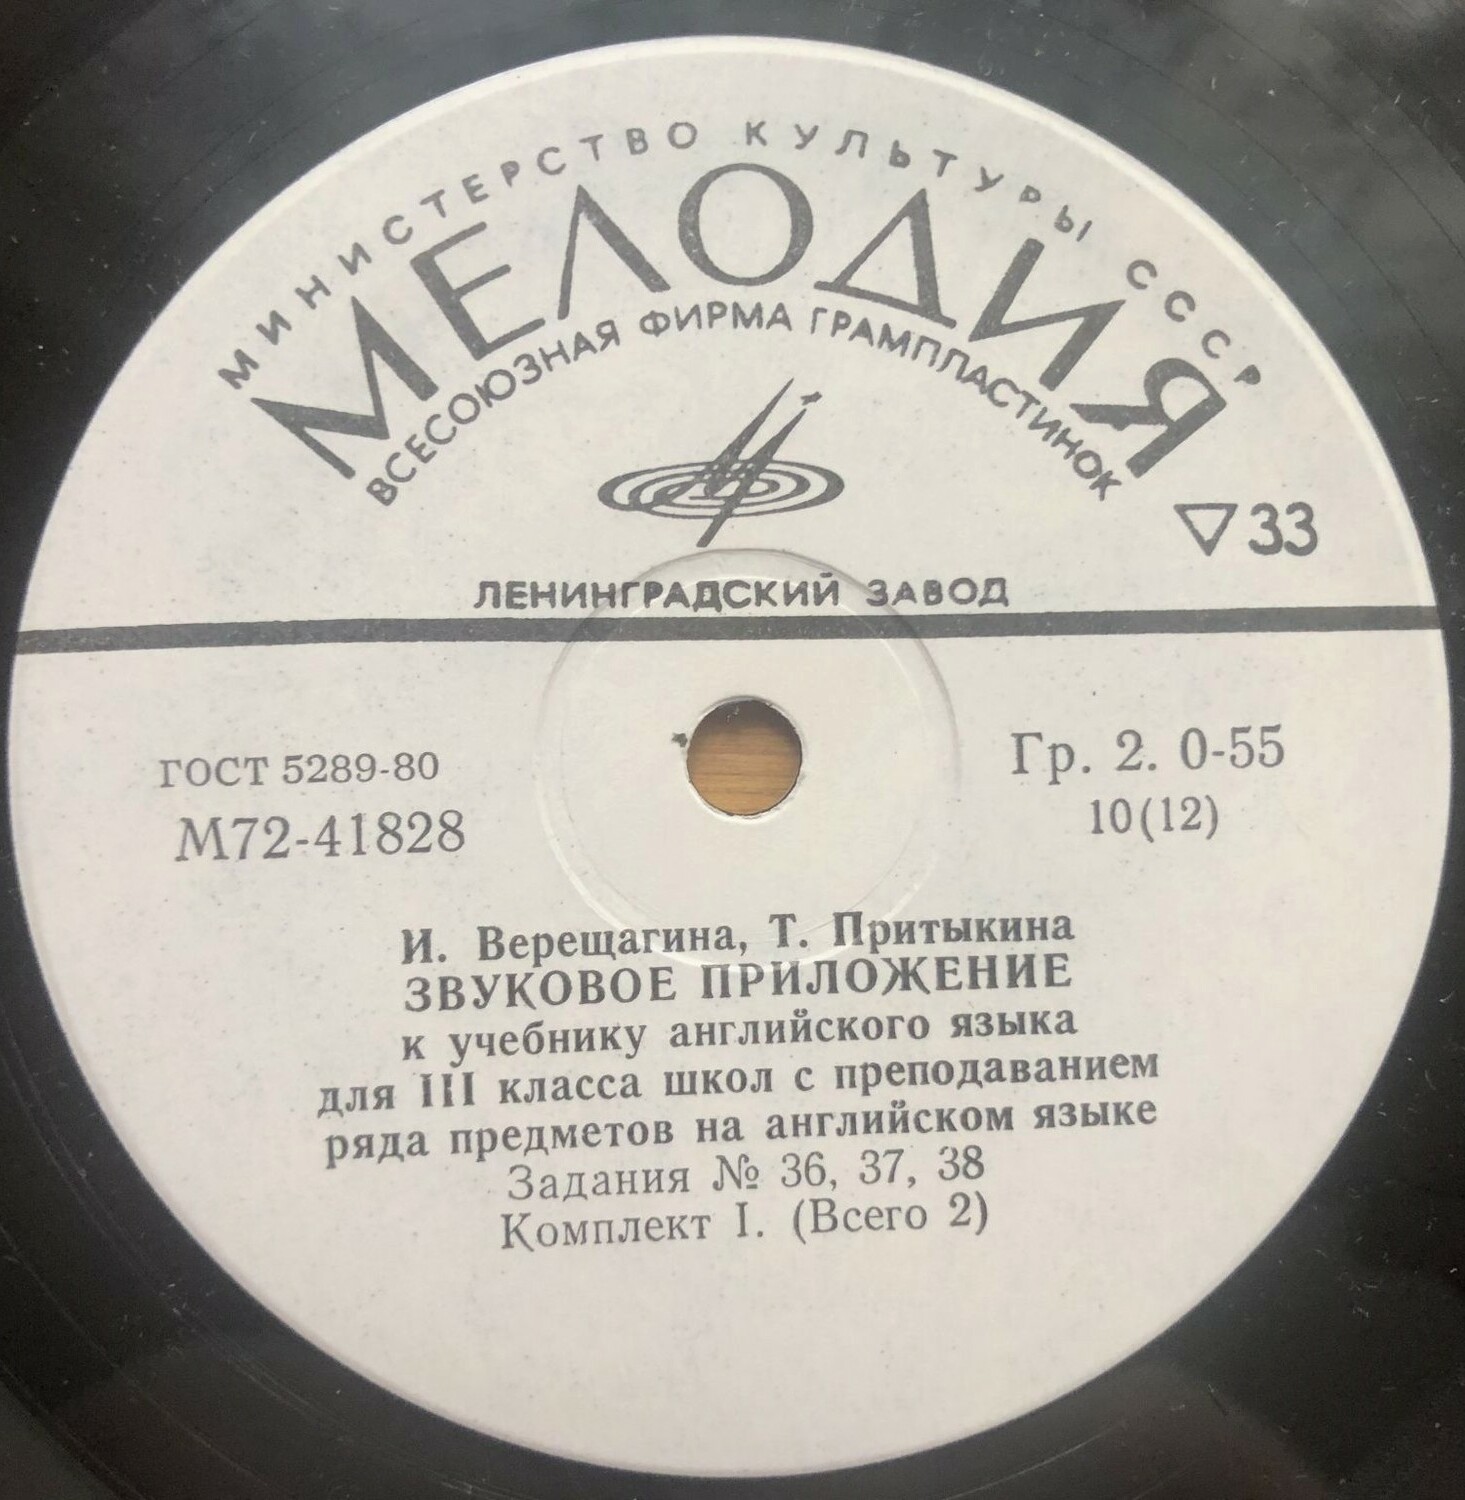 МИНИСТЕРСТВО КУЛЬТУРЫ СССР
МЕЛОДИЯ
ВСЕСОЮЗНАЯ ФИРМА ГРАМПЛАСТИНОК
▽33
ЛЕНИНГРАДСКИЙ ЗАВОД
ГОСТ 5289-80
М72-41828
Гр. 2. 0-55
10(12)
И. Верещагина, Т. Притыкина
ЗВУКОВОЕ ПРИЛОЖЕНИЕ
к учебнику английского языка
для III класса школ с преподаванием
ряда предметов на английском языке
Задания № 36, 37, 38
Комплект I. (Всего 2)